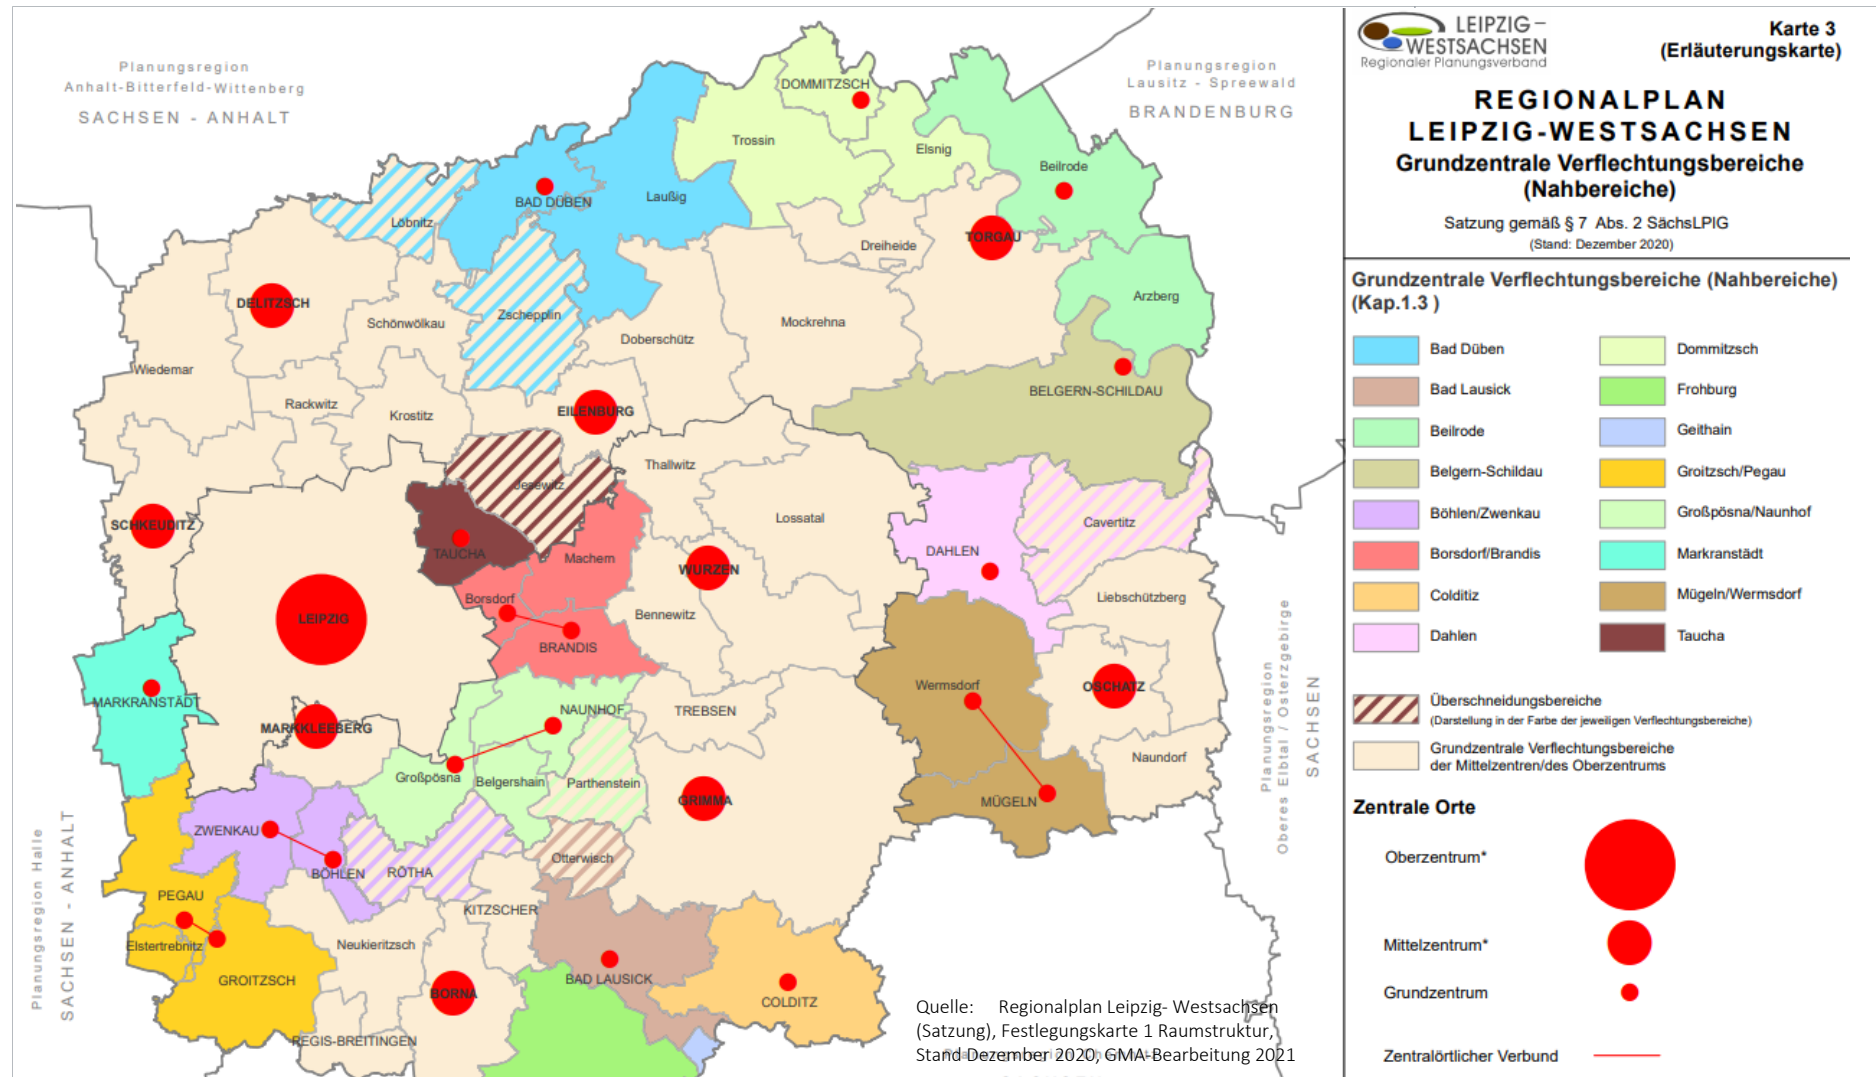 Planungsregion
Anhalt-Bitterfeld-Wittenberg
SACHSEN - ANHALT
Planungsregion
Lausitz - Spreewald
BRANDENBURG
DOMMITZSCH
Trossin
Elsnig
Beilrode
BAD DÜBEN
Laußig
Löbnitz
TORGAU
Dreiheide
Arzberg
DELITZSCH
Schönwölkau
Zschepplin
Mockrehna
Doberschütz
Wiedemar
BELGERN-SCHILDAU
Rackwitz
Krostitz
EILENBURG
Thallwitz
Jesewitz
Lossatal
Cavertitz
SCHKEUDITZ
TAUCHA
Machern
DAHLEN
WURZEN
Borsdorf
Liebschützberg
LEIPZIG
Bennewitz
BRANDIS
Wermsdorf
OSCHATZ
MARKRANSTÄDT
NAUNHOF
TREBSEN
MARKKLEEBERG
Naundorf
Großpösna
Belgershain
Parthenstein
GRIMMA
MÜGELN
ZWENKAU
Otterwisch
BÖHLEN
RÖTHA
PEGAU
KITZSCHER
Elstertrebnitz
Neukieritzsch
GROITZSCH
BAD LAUSICK
BORNA
COLDITZ
REGIS-BREITINGEN
Planungsregion Halle
SACHSEN - ANHALT
Planungsregion
Oberes Elbtal / Osterzgebirge
SACHSEN
Quelle: Regionalplan Leipzig- Westsachsen
(Satzung), Festlegungskarte 1 Raumstruktur,
Stand Dezember 2020, GMA-Bearbeitung 2021
LEIPZIG–
WESTSACHSEN
Regionaler Planungsverband
Karte 3
(Erläuterungskarte)
REGIONALPLAN
LEIPZIG-WESTSACHSEN
Grundzentrale Verflechtungsbereiche
(Nahbereiche)
Satzung gemäß § 7 Abs. 2 SächsLPlG
(Stand: Dezember 2020)
Grundzentrale Verflechtungsbereiche (Nahbereiche)
(Kap.1.3 )
Bad Düben
Dommitzsch
Bad Lausick
Frohburg
Beilrode
Geithain
Belgern-Schildau
Groitzsch/Pegau
Böhlen/Zwenkau
Großpösna/Naunhof
Borsdorf/Brandis
Markranstädt
Colditiz
Mügeln/Wermsdorf
Dahlen
Taucha
Überschneidungsbereiche
(Darstellung in der Farbe der jeweiligen Verflechtungsbereiche)
Grundzentrale Verflechtungsbereiche
der Mittelzentren/des Oberzentrums
Zentrale Orte
Oberzentrum*
Mittelzentrum*
Grundzentrum
Zentralörtlicher Verbund